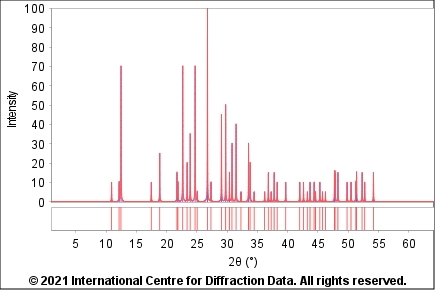 100
90
80
70
60
50
40
30
20
10
0
Intensity
5 10 15 20 25 30 35 40 45 50 55 60
2θ (°)
© 2021 International Centre for Diffraction Data. All rights reserved.